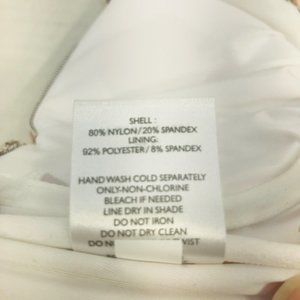 SHELL :
80% NYLON/20% SPANDEX
LINING:
92% POLYESTER/8% SPANDEX
HAND WASH COLD SEPARATELY
ONLY-NON-CHLORINE
BLEACH IF NEEDED
LINE DRY IN SHADE
DO NOT IRON
DO NOT DRY CLEAN
DO